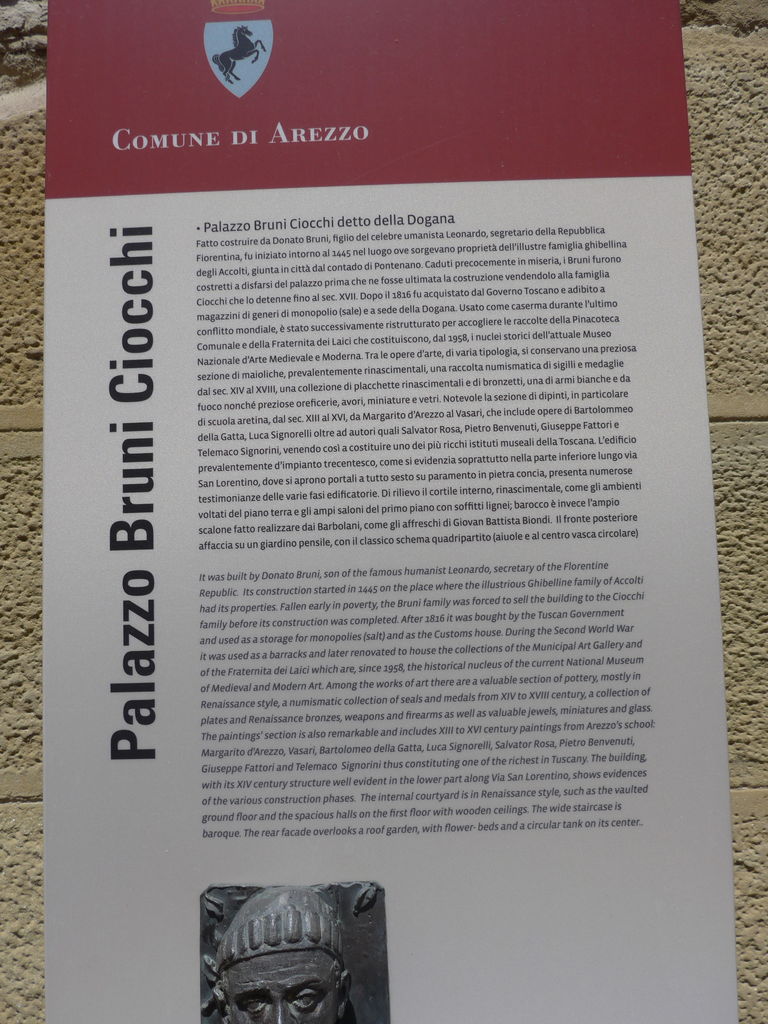 Comune di Arezzo
Palazzo Bruni Ciocchi
• Palazzo Bruni Ciocchi detto della Dogana
Fatto costruire da Donato Bruni, figlio del celebre umanista Leonardo, segretario della Repubblica
Fiorentina, fu iniziato intorno al 1445 nel luogo ove sorgevano proprietà dell'illustre famiglia ghibellina
degli Accolti, giunta in città dal contado di Pontenano. Caduti precocemente in miseria, i Bruni furono
costretti a disfarsi del palazzo prima che ne fosse ultimata la costruzione vendendolo alla famiglia
Ciocchi che lo detenne fino al sec. XVII. Dopo il 1816 fu acquistato dal Governo Toscano e adibito a
magazzini di generi di monopolio (sale) e a sede della Dogana. Usato come caserma durante l'ultimo
conflitto mondiale, è stato successivamente ristrutturato per accogliere le raccolte della Pinacoteca
Comunale e della Fraternita dei Laici che costituiscono, dal 1958, i nuclei storici dell'attuale Museo
Nazionale d'Arte Medievale e Moderna. Tra le opere d'arte, di varia tipologia, si conservano una preziosa
sezione di maioliche, prevalentemente rinascimentali, una raccolta numismatica di sigilli e medaglie
dal sec. XIV al XVIII, una collezione di placchette rinascimentali e di bronzetti, una di armi bianche e da
fuoco nonché preziose oreficerie, avori, miniature e vetri. Notevole la sezione di dipinti, in particolare
di scuola aretina, dal sec. XIII al XVI, da Margarito d'Arezzo al Vasari, che include opere di Bartolommeo
della Gatta, Luca Signorelli oltre ad autori quali Salvator Rosa, Pietro Benvenuti, Giuseppe Fattori e
Telemaco Signorini, venendo così a costituire uno dei più ricchi istituti museali della Toscana. L'edificio
prevalentemente d'impianto trecentesco, come si evidenzia soprattutto nella parte inferiore lungo via
San Lorentino, dove si aprono portali a tutto sesto su paramento in pietra concia, presenta numerose
testimonianze delle varie fasi edificatorie. Di rilievo il cortile interno, rinascimentale, come gli ambienti
voltati del piano terra e gli ampi saloni del primo piano con soffitti lignei; barocco è invece l'ampio
scalone fatto realizzare dai Barbolani, come gli affreschi di Giovan Battista Biondi. Il fronte posteriore
affaccia su un giardino pensile, con il classico schema quadripartito (aiuole e al centro vasca circolare)
It was built by Donato Bruni, son of the famous humanist Leonardo, secretary of the Florentine
Republic. Its construction started in 1445 on the place where the illustrious Ghibelline family of Accolti
had its properties. Fallen early in poverty, the Bruni family was forced to sell the building to the Ciocchi
family before its construction was completed. After 1816 it was bought by the Tuscan Government
and used as a storage for monopolies (salt) and as the Customs house. During the Second World War
it was used as a barracks and later renovated to house the collections of the Municipal Art Gallery and
of the Fraternita dei Laici which are, since 1958, the historical nucleus of the current National Museum
of Medieval and Modern Art. Among the works of art there are a valuable section of pottery, mostly in
Renaissance style, a numismatic collection of seals and medals from XIV to XVIII century, a collection of
plates and Renaissance bronzes, weapons and firearms as well as valuable jewels, miniatures and glass.
The paintings' section is also remarkable and includes XIII to XVI century paintings from Arezzo's school:
Margarito d'Arezzo, Vasari, Bartolomeo della Gatta, Luca Signorelli, Salvator Rosa, Pietro Benvenuti,
Giuseppe Fattori and Telemaco Signorini thus constituting one of the richest in Tuscany. The building,
with its XIV century structure well evident in the lower part along Via San Lorentino, shows evidences
of the various construction phases. The internal courtyard is in Renaissance style, such as the vaulted
ground floor and the spacious halls on the first floor with wooden ceilings. The wide staircase is
baroque. The rear facade overlooks a roof garden, with flower- beds and a circular tank on its center..